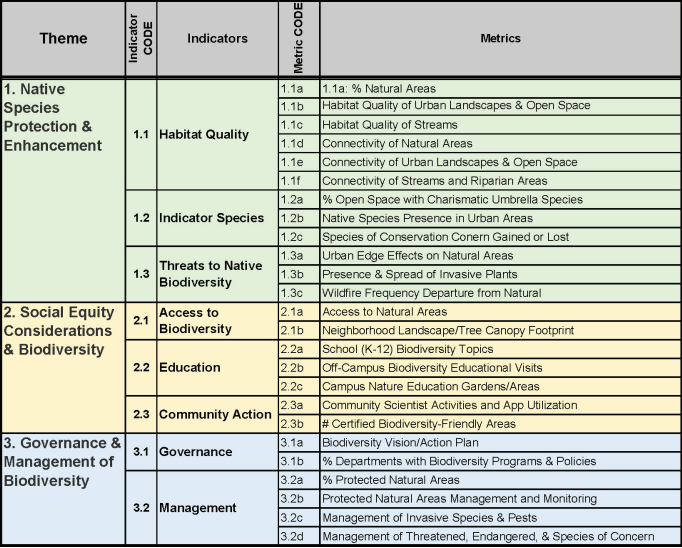 Theme
Indicator CODE
Indicators
Metric CODE
Metrics
1. Native Species Protection & Enhancement
1.1 Habitat Quality
1.1a 1.1a: % Natural Areas
1.1b Habitat Quality of Urban Landscapes & Open Space
1.1c Habitat Quality of Streams
1.1d Connectivity of Natural Areas
1.1e Connectivity of Urban Landscapes & Open Space
1.1f Connectivity of Streams and Riparian Areas
1.2 Indicator Species
1.2a % Open Space with Charismatic Umbrella Species
1.2b Native Species Presence in Urban Areas
1.2c Species of Conservation Conern Gained or Lost
1.3 Threats to Native Biodiversity
1.3a Urban Edge Effects on Natural Areas
1.3b Presence & Spread of Invasive Plants
1.3c Wildfire Frequency Departure from Natural
2. Social Equity Considerations & Biodiversity
2.1 Access to Biodiversity
2.1a Access to Natural Areas
2.1b Neighborhood Landscape/Tree Canopy Footprint
2.2 Education
2.2a School (K-12) Biodiversity Topics
2.2b Off-Campus Biodiversity Educational Visits
2.2c Campus Nature Education Gardens/Areas
2.3 Community Action
2.3a Community Scientist Activities and App Utilization
2.3b # Certified Biodiversity-Friendly Areas
3. Governance & Management of Biodiversity
3.1 Governance
3.1a Biodiversity Vision/Action Plan
3.1b % Departments with Biodiversity Programs & Policies
3.2 Management
3.2a % Protected Natural Areas
3.2b Protected Natural Areas Management and Monitoring
3.2c Management of Invasive Species & Pests
3.2d Management of Threatened, Endangered, & Species of Concern